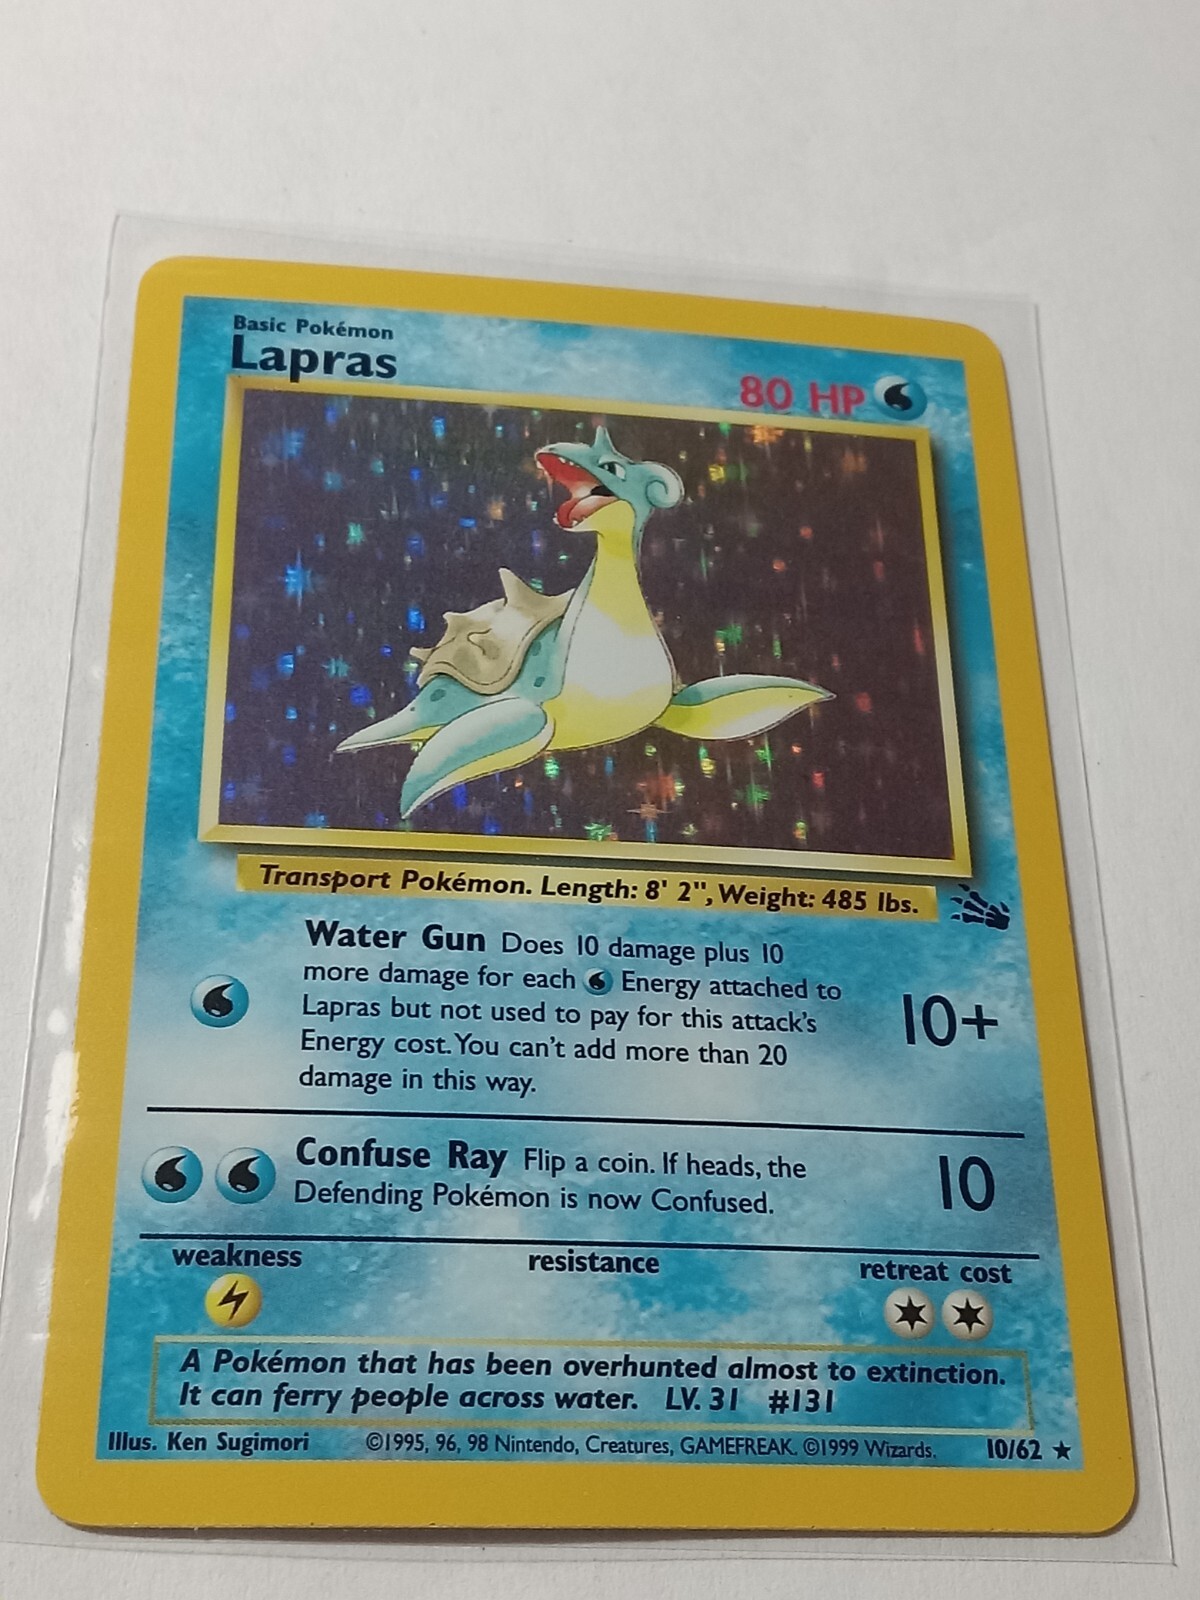 Basic Pokémon
Lapras
80 HP
Transport Pokémon. Length: 8' 2", Weight: 485 lbs.
Water Gun Does 10 damage plus 10
more damage for each Energy attached to
Lapras but not used to pay for this attack's
Energy cost. You can't add more than 20
damage in this way.
10+
Confuse Ray Flip a coin. If heads, the
Defending Pokémon is now Confused.
10
weakness resistance retreat cost
A Pokémon that has been overhunted almost to extinction.
It can ferry people across water. LV. 31 #131
Illus. Ken Sugimori ©1995, 96, 98 Nintendo, Creatures, GAMEFREAK. ©1999 Wizards. 10/62 ★